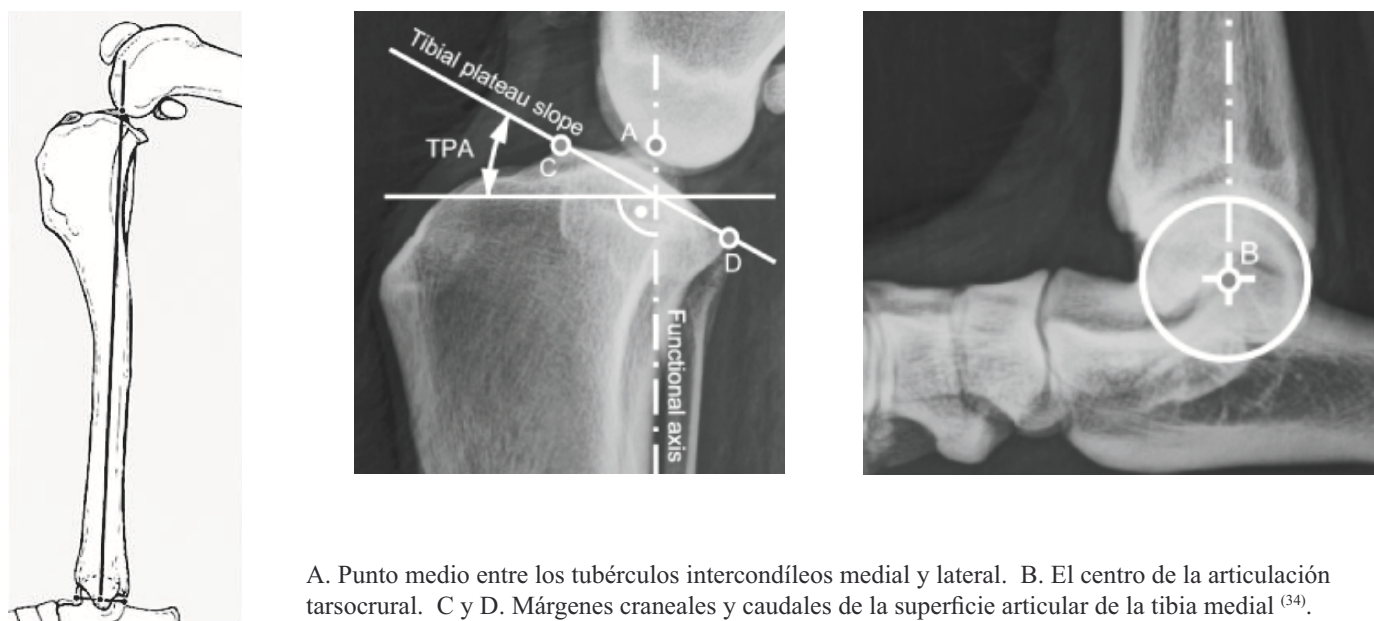 Tibial plateau slope
TPA
A
C
D
Functional axis
B
A. Punto medio entre los tubérculos intercondíleos medial y lateral.  B. El centro de la articulación
tarsocrural.  C y D. Márgenes craneales y caudales de la superficie articular de la tibia medial (34).